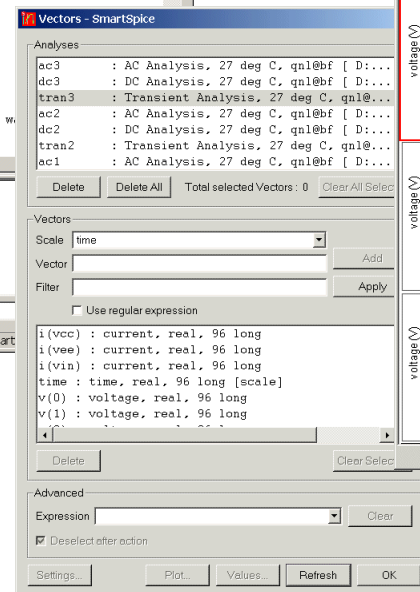 Vectors - SmartSpice
Analyses
ac3 : AC Analysis, 27 deg C, qnl@bf [ D:...
dc3 : DC Analysis, 27 deg C, qnl@bf [ D:...
tran3 : Transient Analysis, 27 deg C, qnl@...
ac2 : AC Analysis, 27 deg C, qnl@bf [ D:...
dc2 : DC Analysis, 27 deg C, qnl@bf [ D:...
tran2 : Transient Analysis, 27 deg C, qnl@...
ac1 : AC Analysis, 27 deg C, qnl@bf [ D:...
Delete Delete All Total selected Vectors : 0 Clear All Selec
Vectors
Scale time
Vector Add
Filter Apply
Use regular expression
i(vcc) : current, real, 96 long
i(vee) : current, real, 96 long
i(vin) : current, real, 96 long
time : time, real, 96 long [scale]
v(0) : voltage, real, 96 long
v(1) : voltage, real, 96 long
Delete Clear Selec
Advanced
Expression Clear
Deselect after action
Settings... Plot... Values... Refresh OK
voltage(V)
voltage(V)
voltage(V)